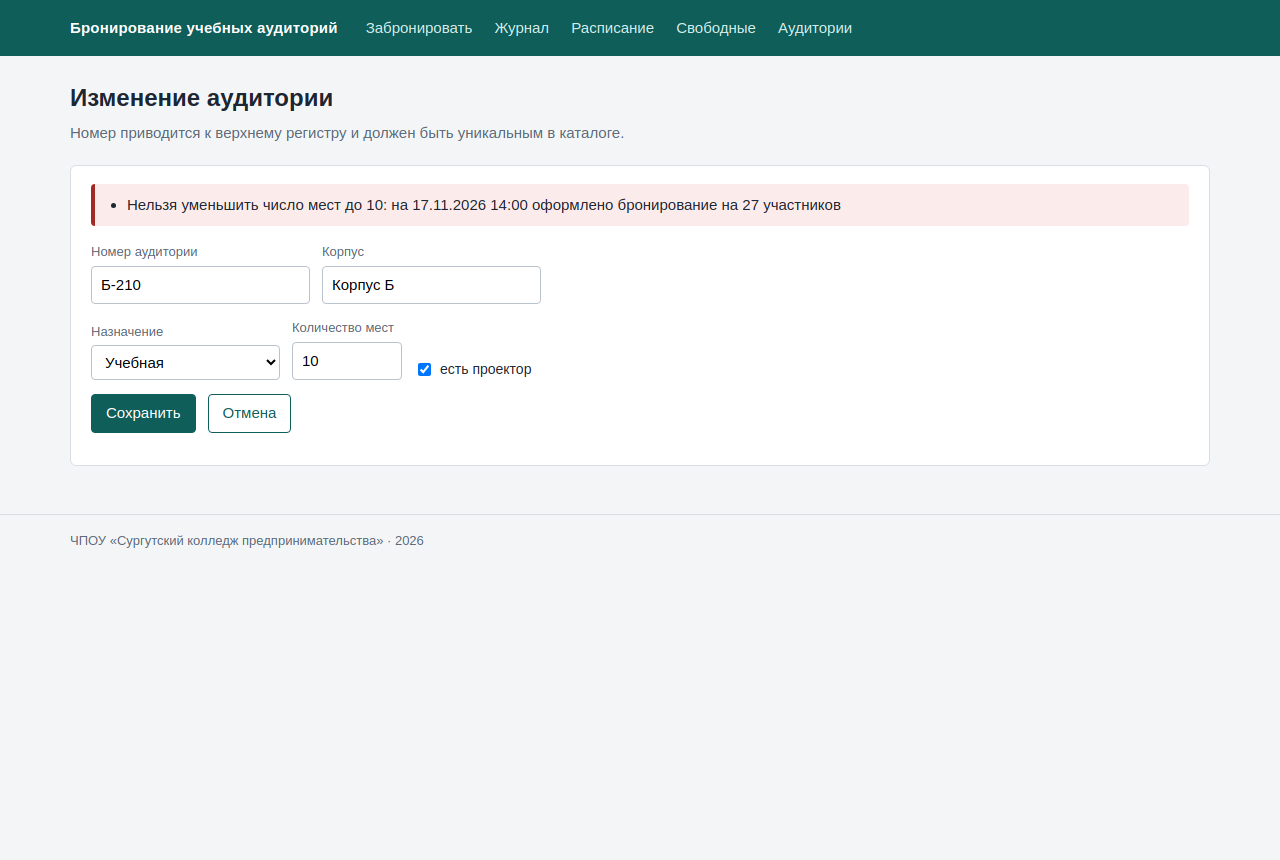 Бронирование учебных аудиторий Забронировать Журнал Расписание Свободные Аудитории
Изменение аудитории
Номер приводится к верхнему регистру и должен быть уникальным в каталоге.
Нельзя уменьшить число мест до 10: на 17.11.2026 14:00 оформлено бронирование на 27 участников
Номер аудитории Корпус
Б-210 Корпус Б
Назначение Количество мест
Учебная 10 есть проектор
Сохранить Отмена
ЧПОУ «Сургутский колледж предпринимательства» · 2026